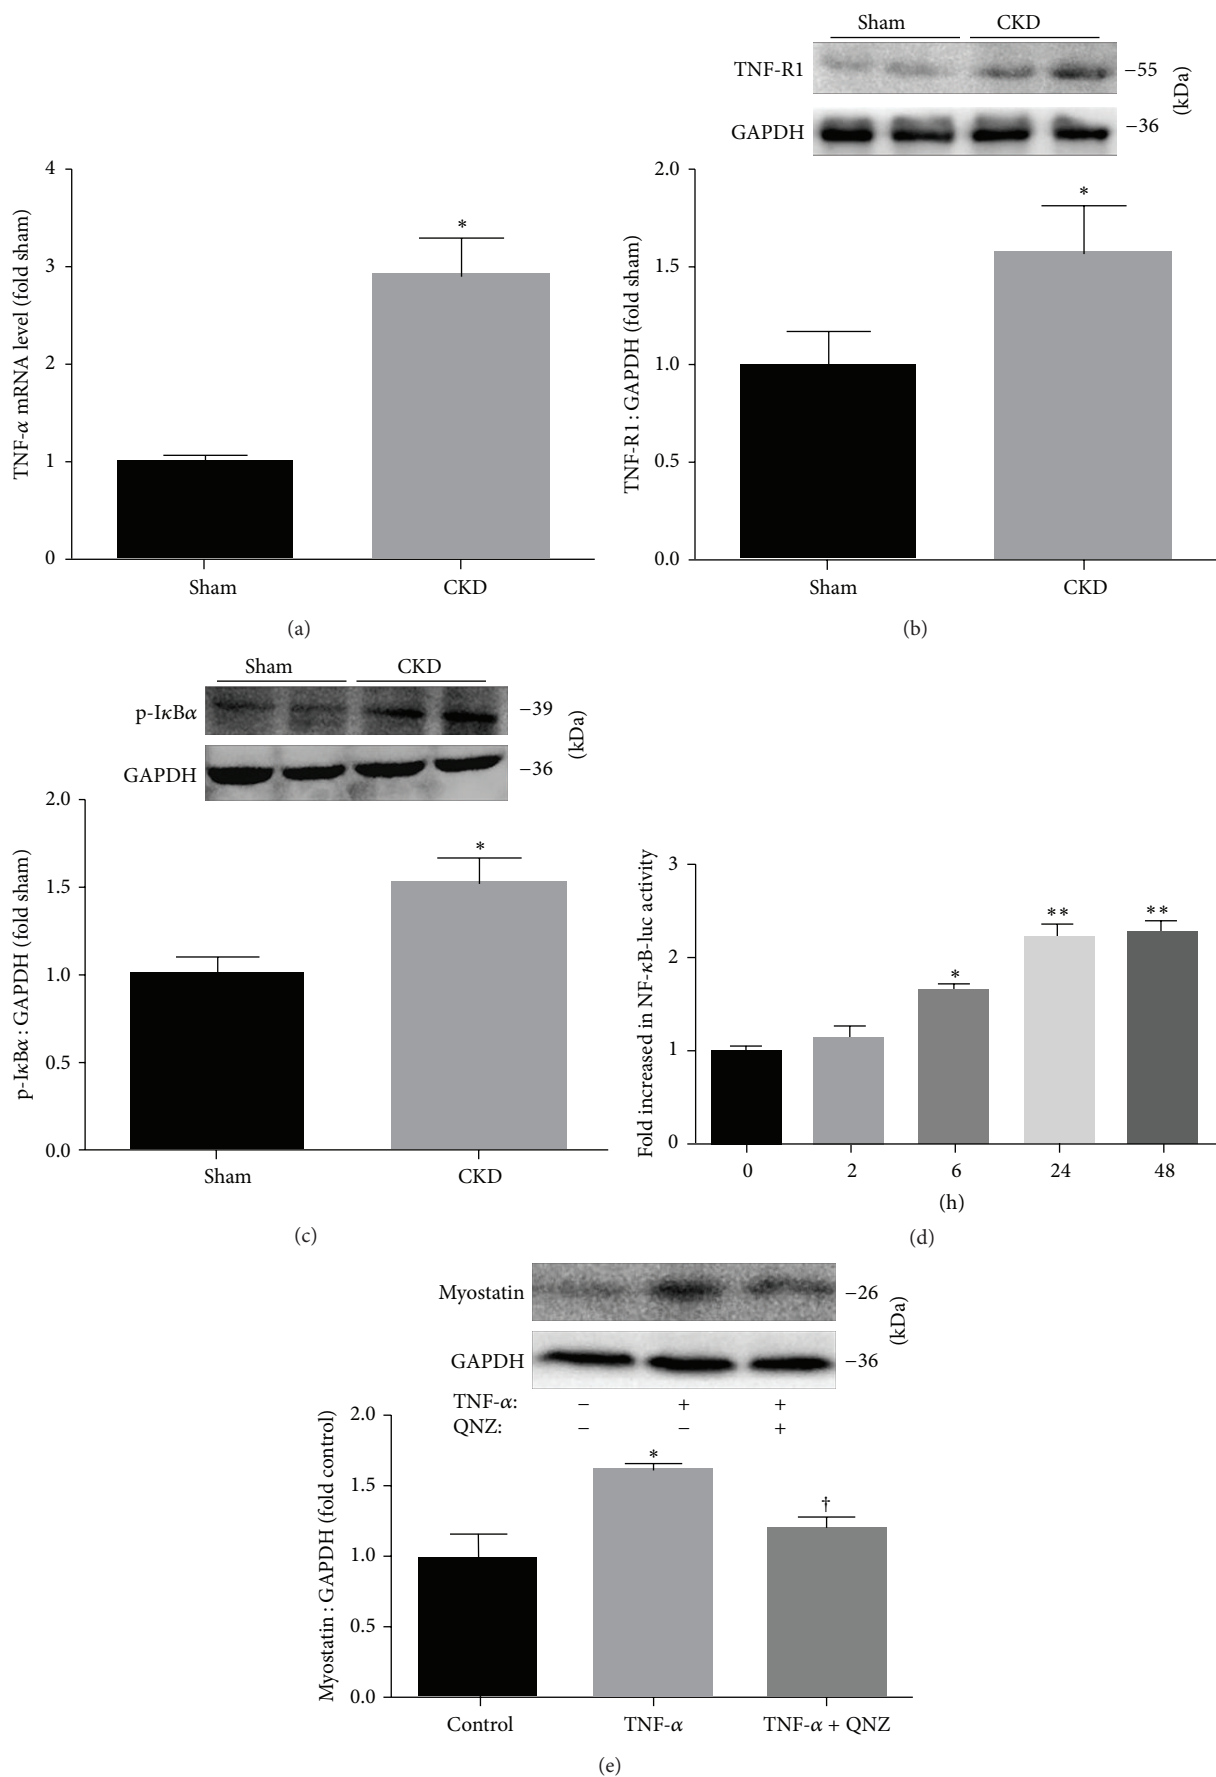 TNF-α mRNA level (fold sham)
4
3
2
1
0
*
Sham CKD
(a)
Sham CKD
TNF-R1 −55
GAPDH −36
(kDa)
TNF-R1 : GAPDH (fold sham)
2.0
1.5
1.0
0.5
0.0
*
Sham CKD
(b)
Sham CKD
p-IκBα −39
GAPDH −36
(kDa)
p-IκBα : GAPDH (fold sham)
2.0
1.5
1.0
0.5
0.0
*
Sham CKD
(c)
Fold increased in NF-κB-luc activity
3
2
1
0
* ** **
0 2 6 24 48
(h)
(d)
Myostatin −26
GAPDH −36
(kDa)
TNF-α: − + +
QNZ: − − +
Myostatin : GAPDH (fold control)
2.0
1.5
1.0
0.5
0.0
* †
Control TNF-α TNF-α + QNZ
(e)